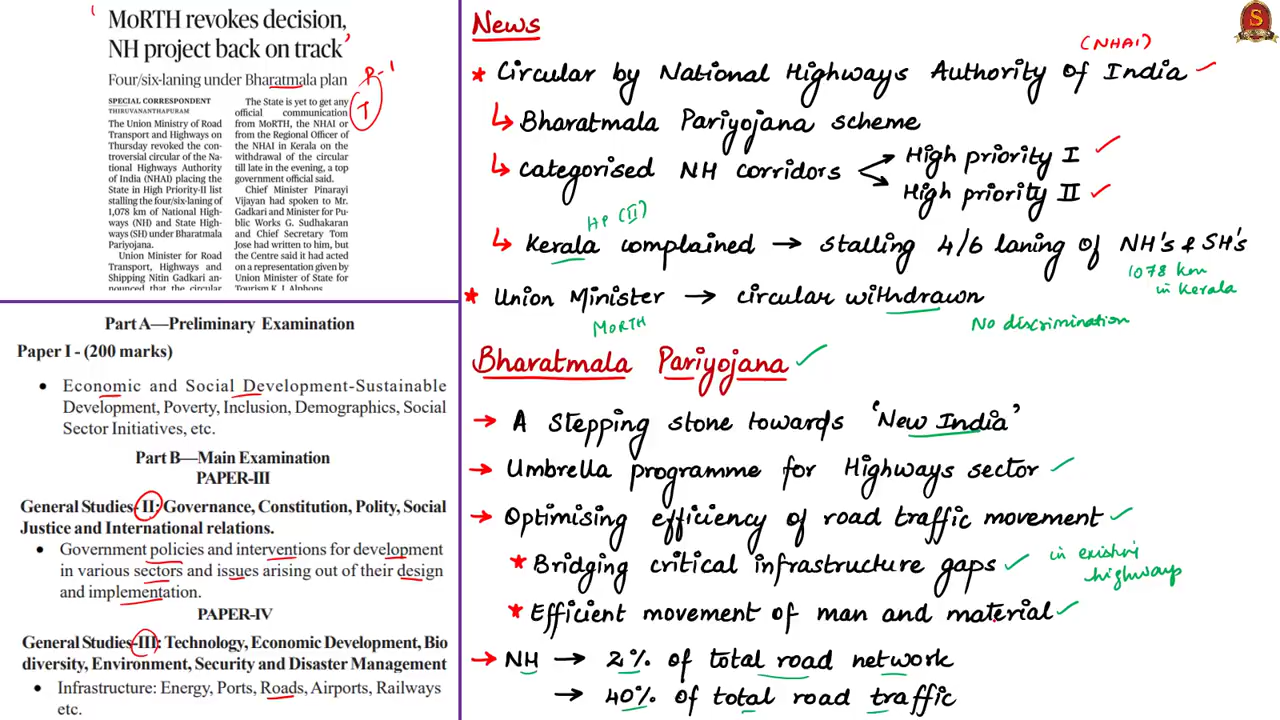 ‘MoRTH revokes decision,
NH project back on track’
Four/six-laning under Bharatmala plan
P-1
T
SPECIAL CORRESPONDENT
THIRUVANANTHAPURAM
The Union Ministry of Road
Transport and Highways on
Thursday revoked the con-
troversial circular of the Na-
tional Highways Authority
of India (NHAI) placing the
State in High Priority-II list
stalling the four/six-laning of
1,078 km of National High-
ways (NH) and State High-
ways (SH) under Bharatmala
Pariyojana.
Union Minister for Road
Transport, Highways and
Shipping Nitin Gadkari an-
nounced that the circular
The State is yet to get any
official communication
from MoRTH, the NHAI or
from the Regional Officer of
the NHAI in Kerala on the
withdrawal of the circular
till late in the evening, a top
government official said.
Chief Minister Pinarayi
Vijayan had spoken to Mr.
Gadkari and Minister for Pu-
blic Works G. Sudhakaran
and Chief Secretary Tom
Jose had written to him, but
the Centre said it had acted
on a representation given by
Union Minister of State for
Tourism K.J. Alphons.
Part A—Preliminary Examination
Paper I - (200 marks)
• Economic and Social Development-Sustainable
Development, Poverty, Inclusion, Demographics, Social
Sector Initiatives, etc.
Part B—Main Examination
PAPER-III
General Studies-II: Governance, Constitution, Polity, Social
Justice and International relations.
• Government policies and interventions for development
in various sectors and issues arising out of their design
and implementation.
PAPER-IV
General Studies-III: Technology, Economic Development, Bio
diversity, Environment, Security and Disaster Management
• Infrastructure: Energy, Ports, Roads, Airports, Railways
etc.
News
(NHAI)
* Circular by National Highways Authority of India
↳ Bharatmala Pariyojana scheme
↳ Categorised NH corridors
High priority I
High priority II
HP (II)
↳ Kerala complained → stalling 4/6 laning of NH's & SH's
1078 km
in Kerala
* Union Minister → circular withdrawn
MoRTH
No discrimination
Bharatmala Pariyojana
→ A stepping stone towards ‘New India’
→ Umbrella programme for Highways sector
→ Optimising efficiency of road traffic movement
* Bridging critical infrastructure gaps
in existing
highways
* Efficient movement of man and material
→ NH → 2% of total road network
→ 40% of total road traffic